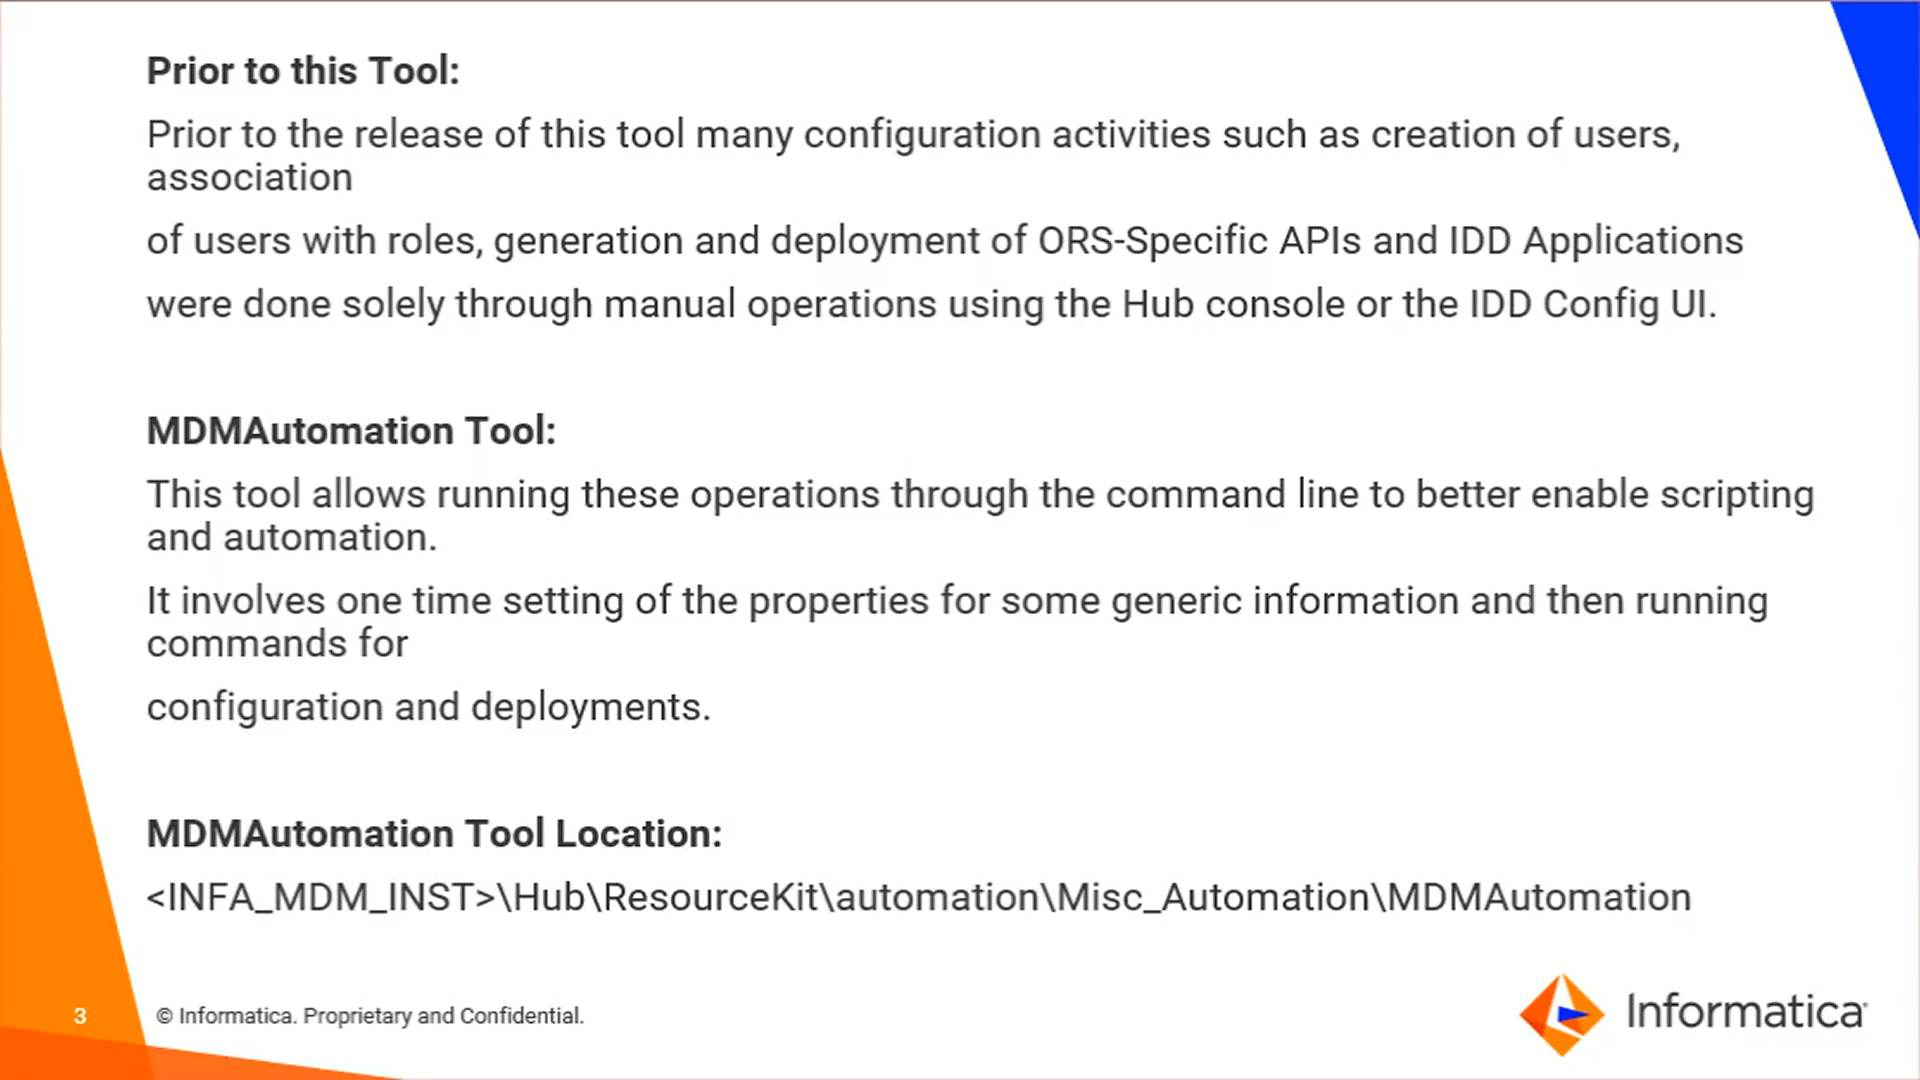 Prior to this Tool:
Prior to the release of this tool many configuration activities such as creation of users,
association
of users with roles, generation and deployment of ORS-Specific APIs and IDD Applications
were done solely through manual operations using the Hub console or the IDD Config UI.
MDMAutomation Tool:
This tool allows running these operations through the command line to better enable scripting
and automation.
It involves one time setting of the properties for some generic information and then running
commands for
configuration and deployments.
MDMAutomation Tool Location:
<INFA_MDM_INST>\Hub\ResourceKit\automation\Misc_Automation\MDMAutomation
3
© Informatica. Proprietary and Confidential.
Informatica